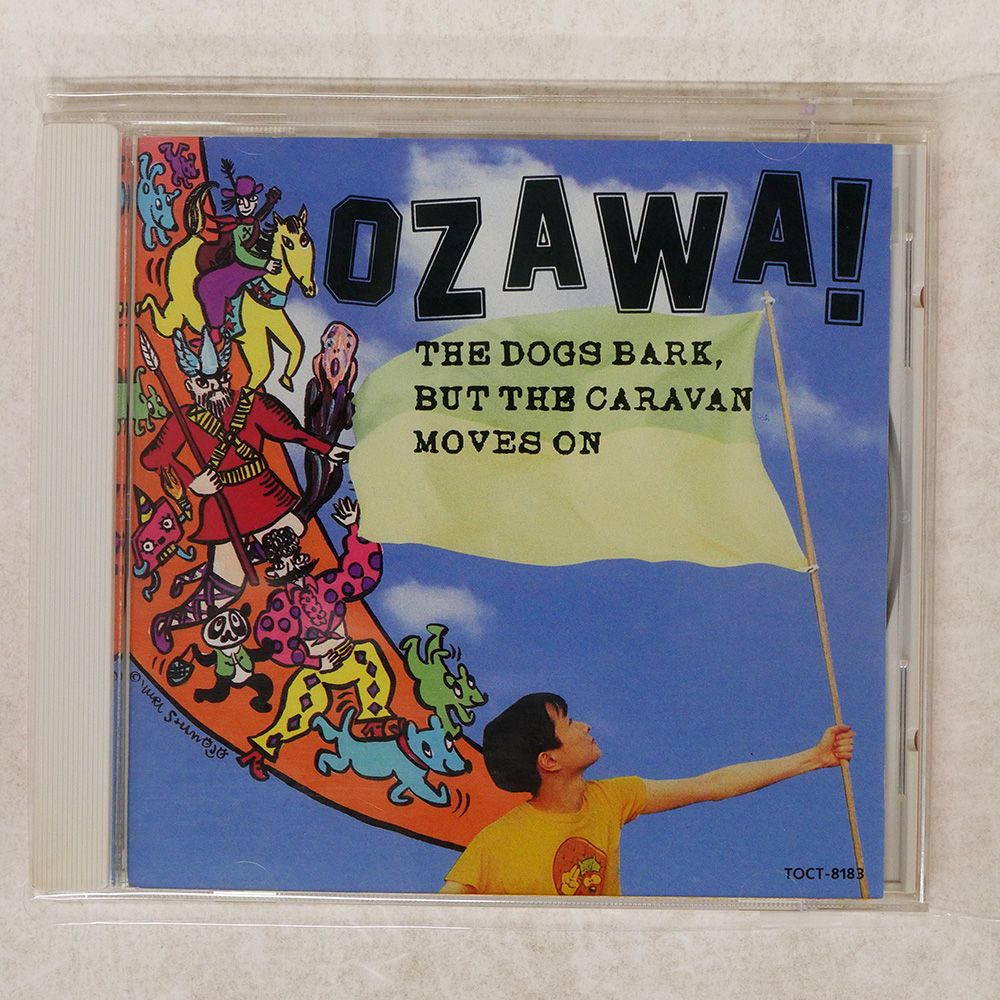 OZAWA!
THE DOGS BARK,
BUT THE CARAVAN
MOVES ON
TOCT-8183